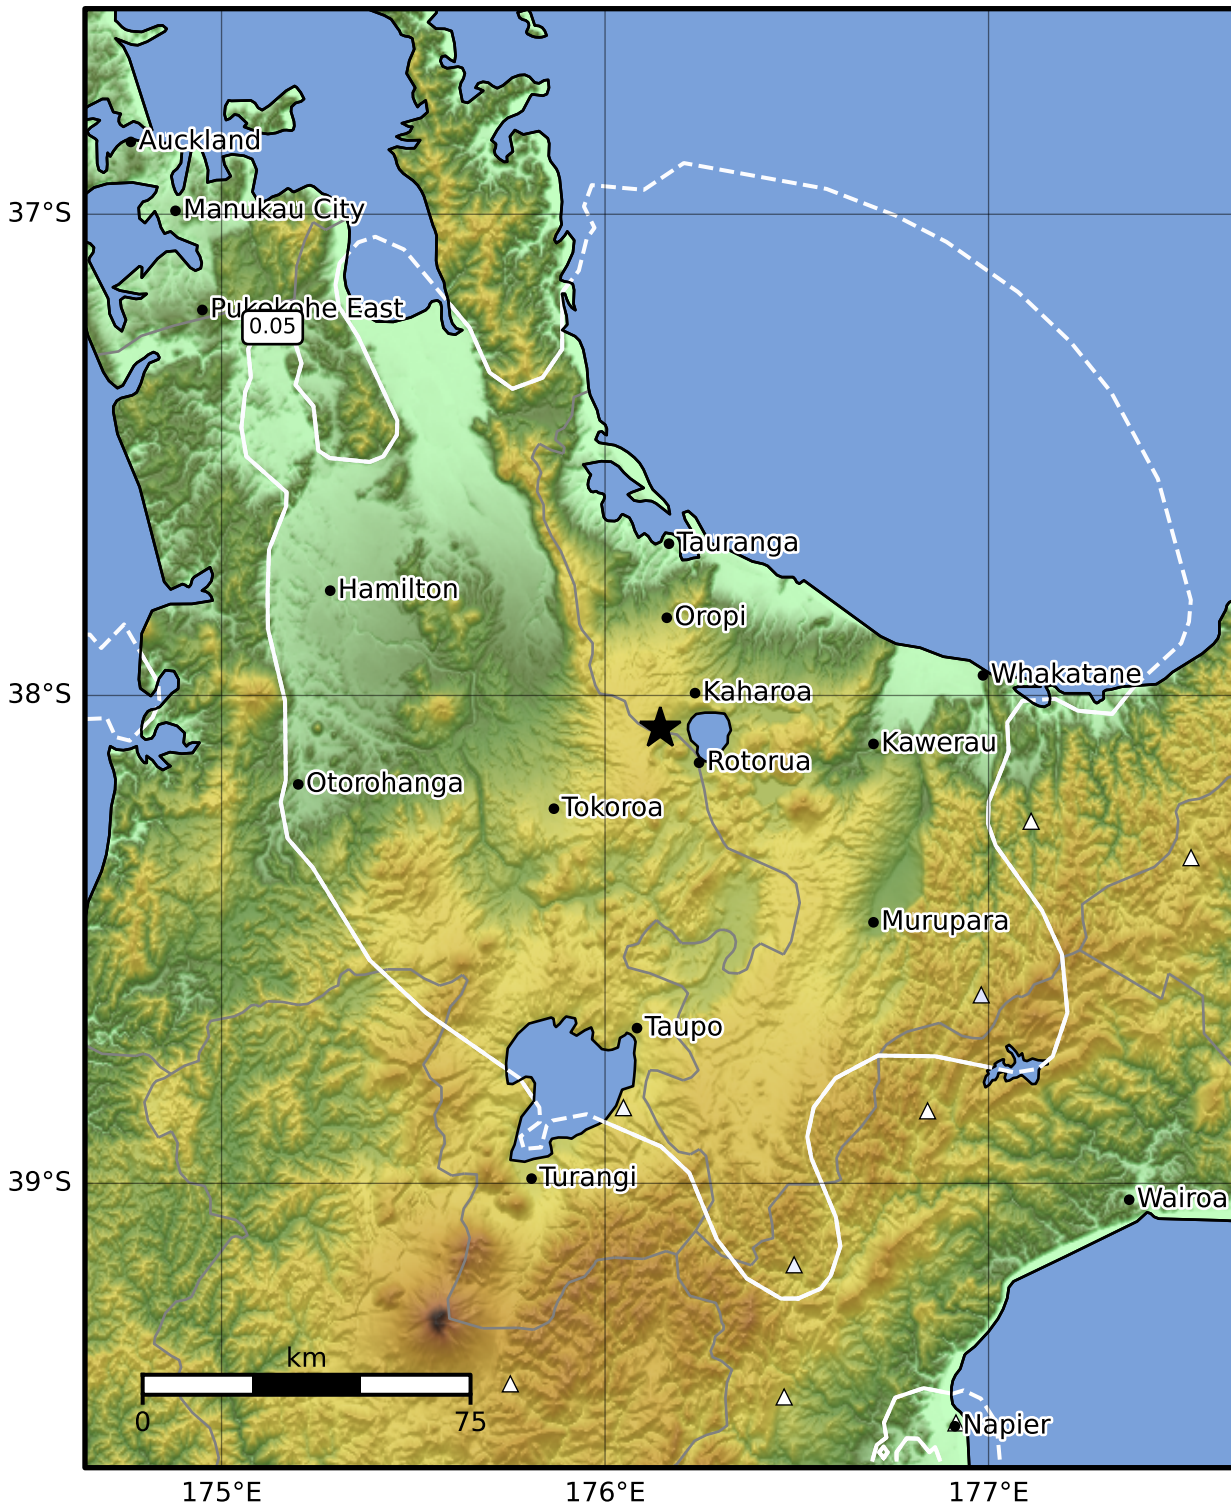 Auckland
Manukau City
37°S
Pukekohe East
0.05
Tauranga
Hamilton
Oropi
Whakatane
38°S
Kaharoa
Kawerau
Rotorua
Otorohanga
Tokoroa
Murupara
Taupo
Turangi
39°S
Wairoa
km
0
75
Napier
175°E
176°E
177°E